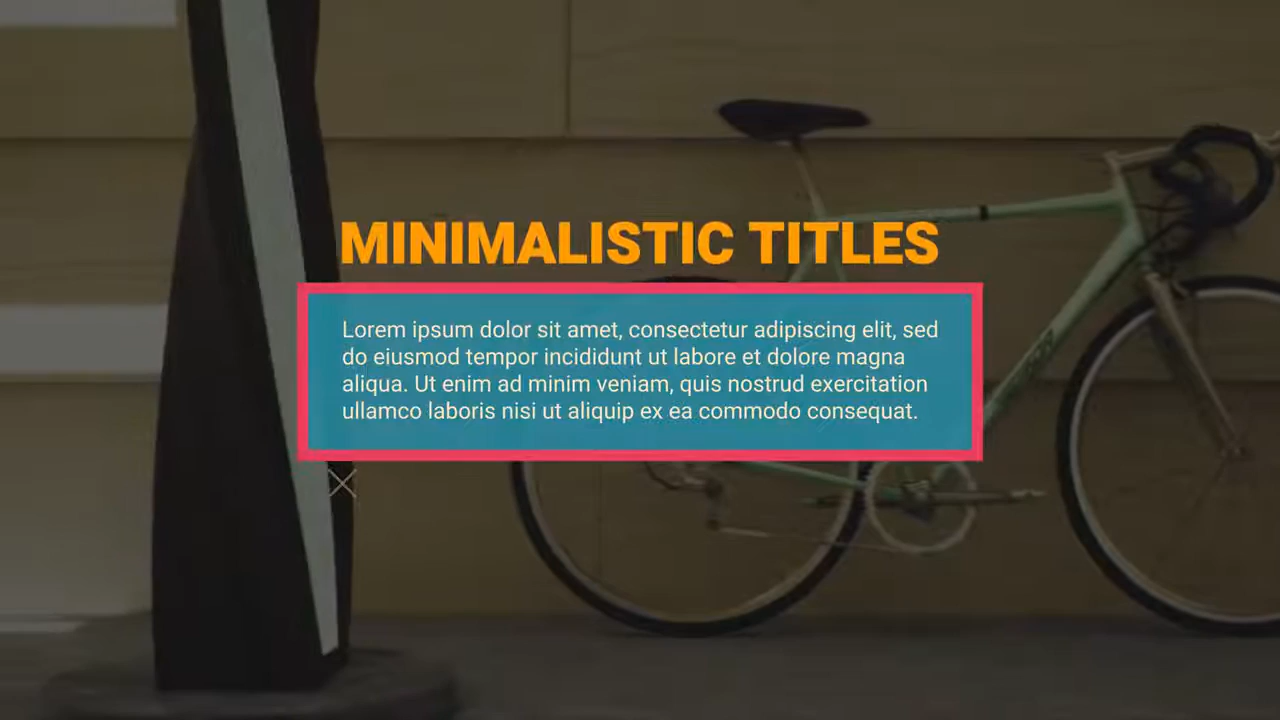 MINIMALISTIC TITLES
Lorem ipsum dolor sit amet, consectetur adipiscing elit, sed
do eiusmod tempor incididunt ut labore et dolore magna
aliqua. Ut enim ad minim veniam, quis nostrud exercitation
ullamco laboris nisi ut aliquip ex ea commodo consequat.